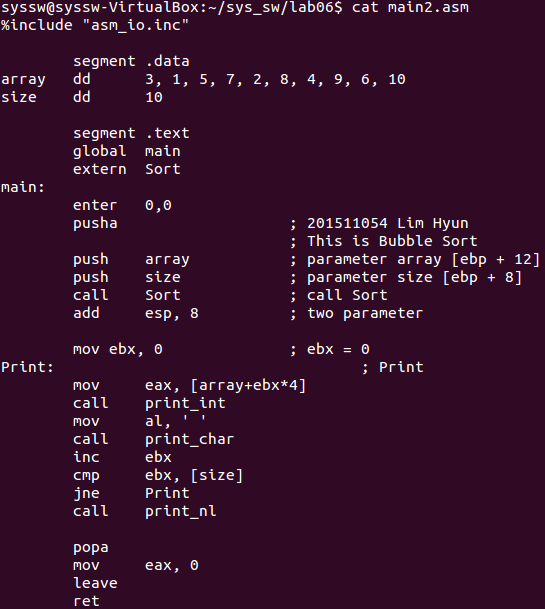 syssw@syssw-VirtualBox:~/sys_sw/lab06$ cat main2.asm
%include "asm_io.inc"
segment .data
array dd 3, 1, 5, 7, 2, 8, 4, 9, 6, 10
size dd 10
segment .text
global main
extern Sort
main:
enter 0,0
pusha ; 201511054 Lim Hyun
; This is Bubble Sort
push array ; parameter array [ebp + 12]
push size ; parameter size [ebp + 8]
call Sort ; call Sort
add esp, 8 ; two parameter
mov ebx, 0 ; ebx = 0
Print: ; Print
mov eax, [array+ebx*4]
call print_int
mov al, ' '
call print_char
inc ebx
cmp ebx, [size]
jne Print
call print_nl
popa
mov eax, 0
leave
ret